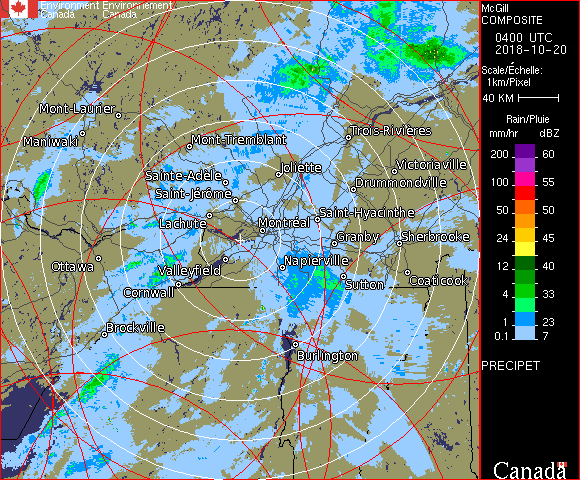 Environment Environnement
Canada Canada
McGill
COMPOSITE
0400 UTC
2018-10-20
Scale/Échelle:
1km/Pixel
40 KM
Rain/Pluie
mm/hr dBZ
200 60
100 55
50 50
24 45
12 40
4 33
1 23
0.1 7
PRECIPET
Canada
Mont-Laurier
Maniwaki
Mont-Tremblant
Trois-Rivières
Sainte-Adèle
Joliette
Victoriaville
Saint-Jérôme
Drummondville
Lachute
Montréal
Saint-Hyacinthe
Granby
Sherbrooke
Ottawa
Valleyfield
Napierville
Cornwall
Sutton
Coaticook
Brockville
Burlington